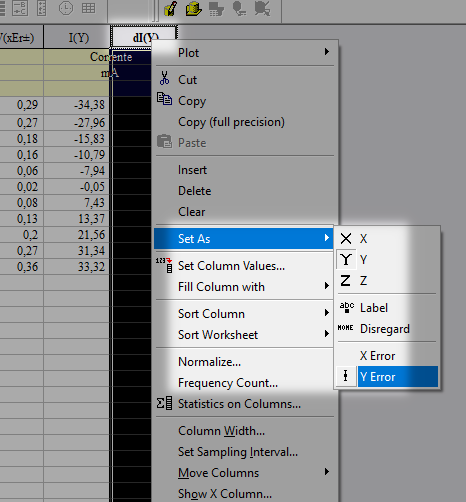 V(xEr±) I(Y) dI(Y)
Corrente
mA
0,29 -34,38
0,27 -27,96
0,18 -15,83
0,16 -10,79
0,06 -7,94
0,02 -0,05
0,08 7,43
0,13 13,37
0,2 21,56
0,27 31,34
0,36 33,32
Plot
Cut
Copy
Copy (full precision)
Paste
Insert
Delete
Clear
Set As
123
Set Column Values...
Fill Column with
Sort Column
Sort Worksheet
Normalize...
Frequency Count...
Σ Statistics on Columns...
Column Width...
Set Sampling Interval...
Move Columns
Show X Column...
X X
Y Y
Z Z
abc Label
NONE Disregard
X Error
Y Error